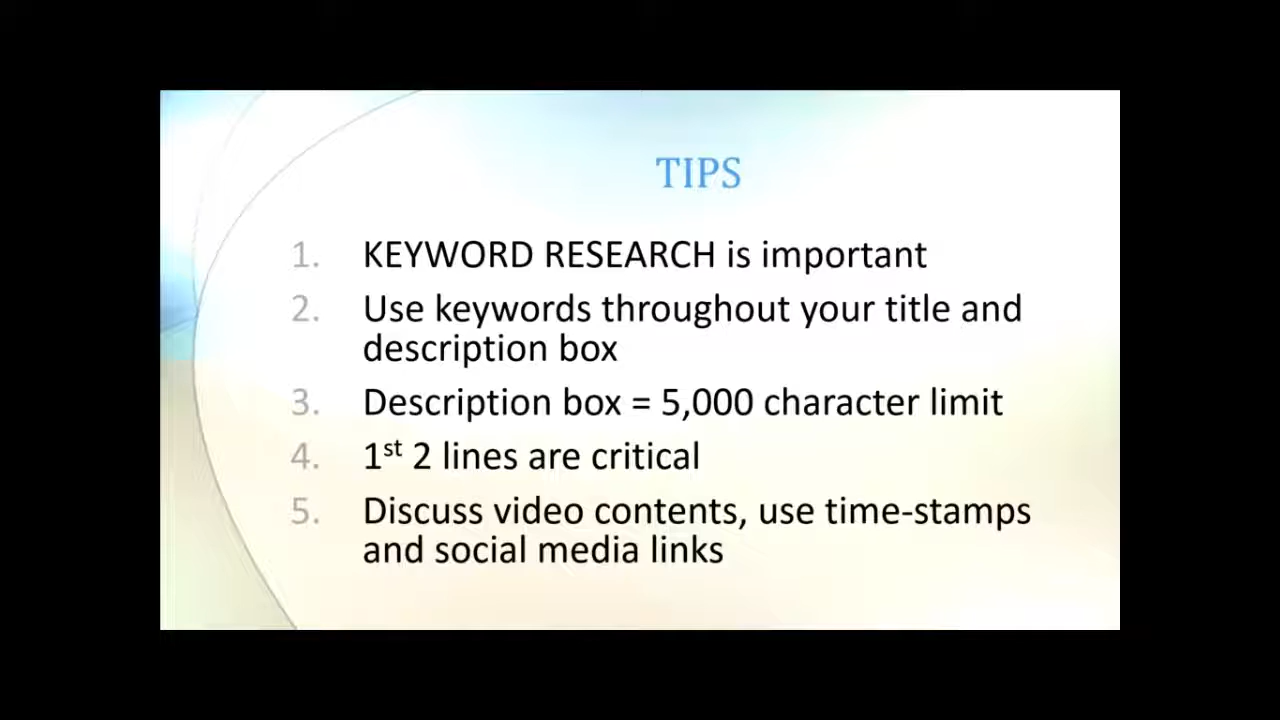 TIPS
1. KEYWORD RESEARCH is important
2. Use keywords throughout your title and
description box
3. Description box = 5,000 character limit
4. 1st 2 lines are critical
5. Discuss video contents, use time-stamps
and social media links